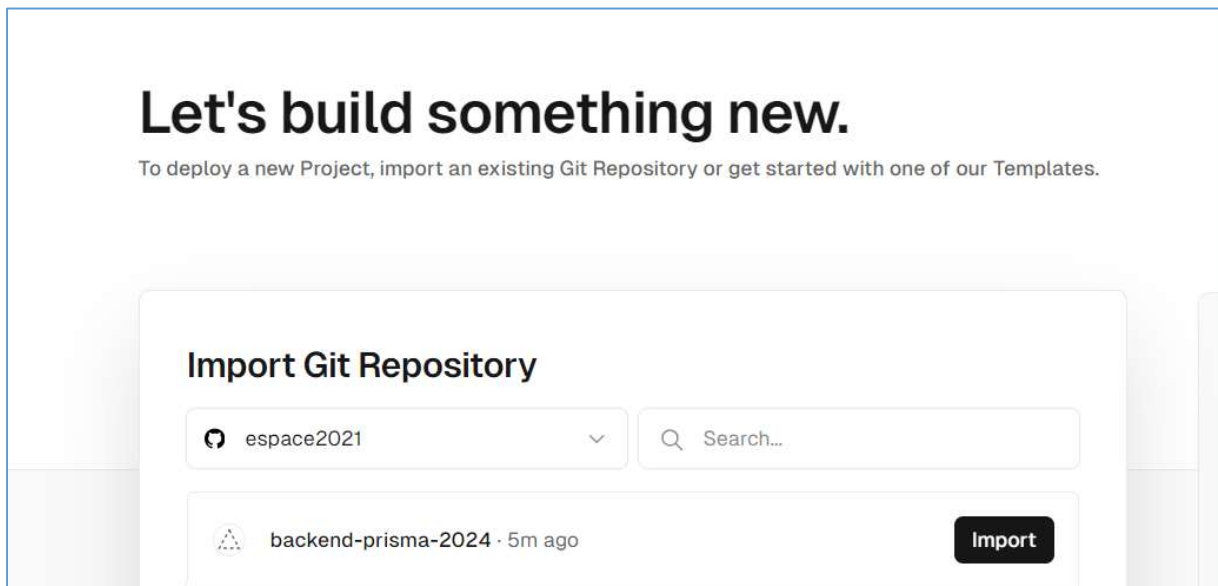 Let's build something new.
To deploy a new Project, import an existing Git Repository or get started with one of our Templates.
Import Git Repository
espace2021
Search...
backend-prisma-2024 · 5m ago
Import